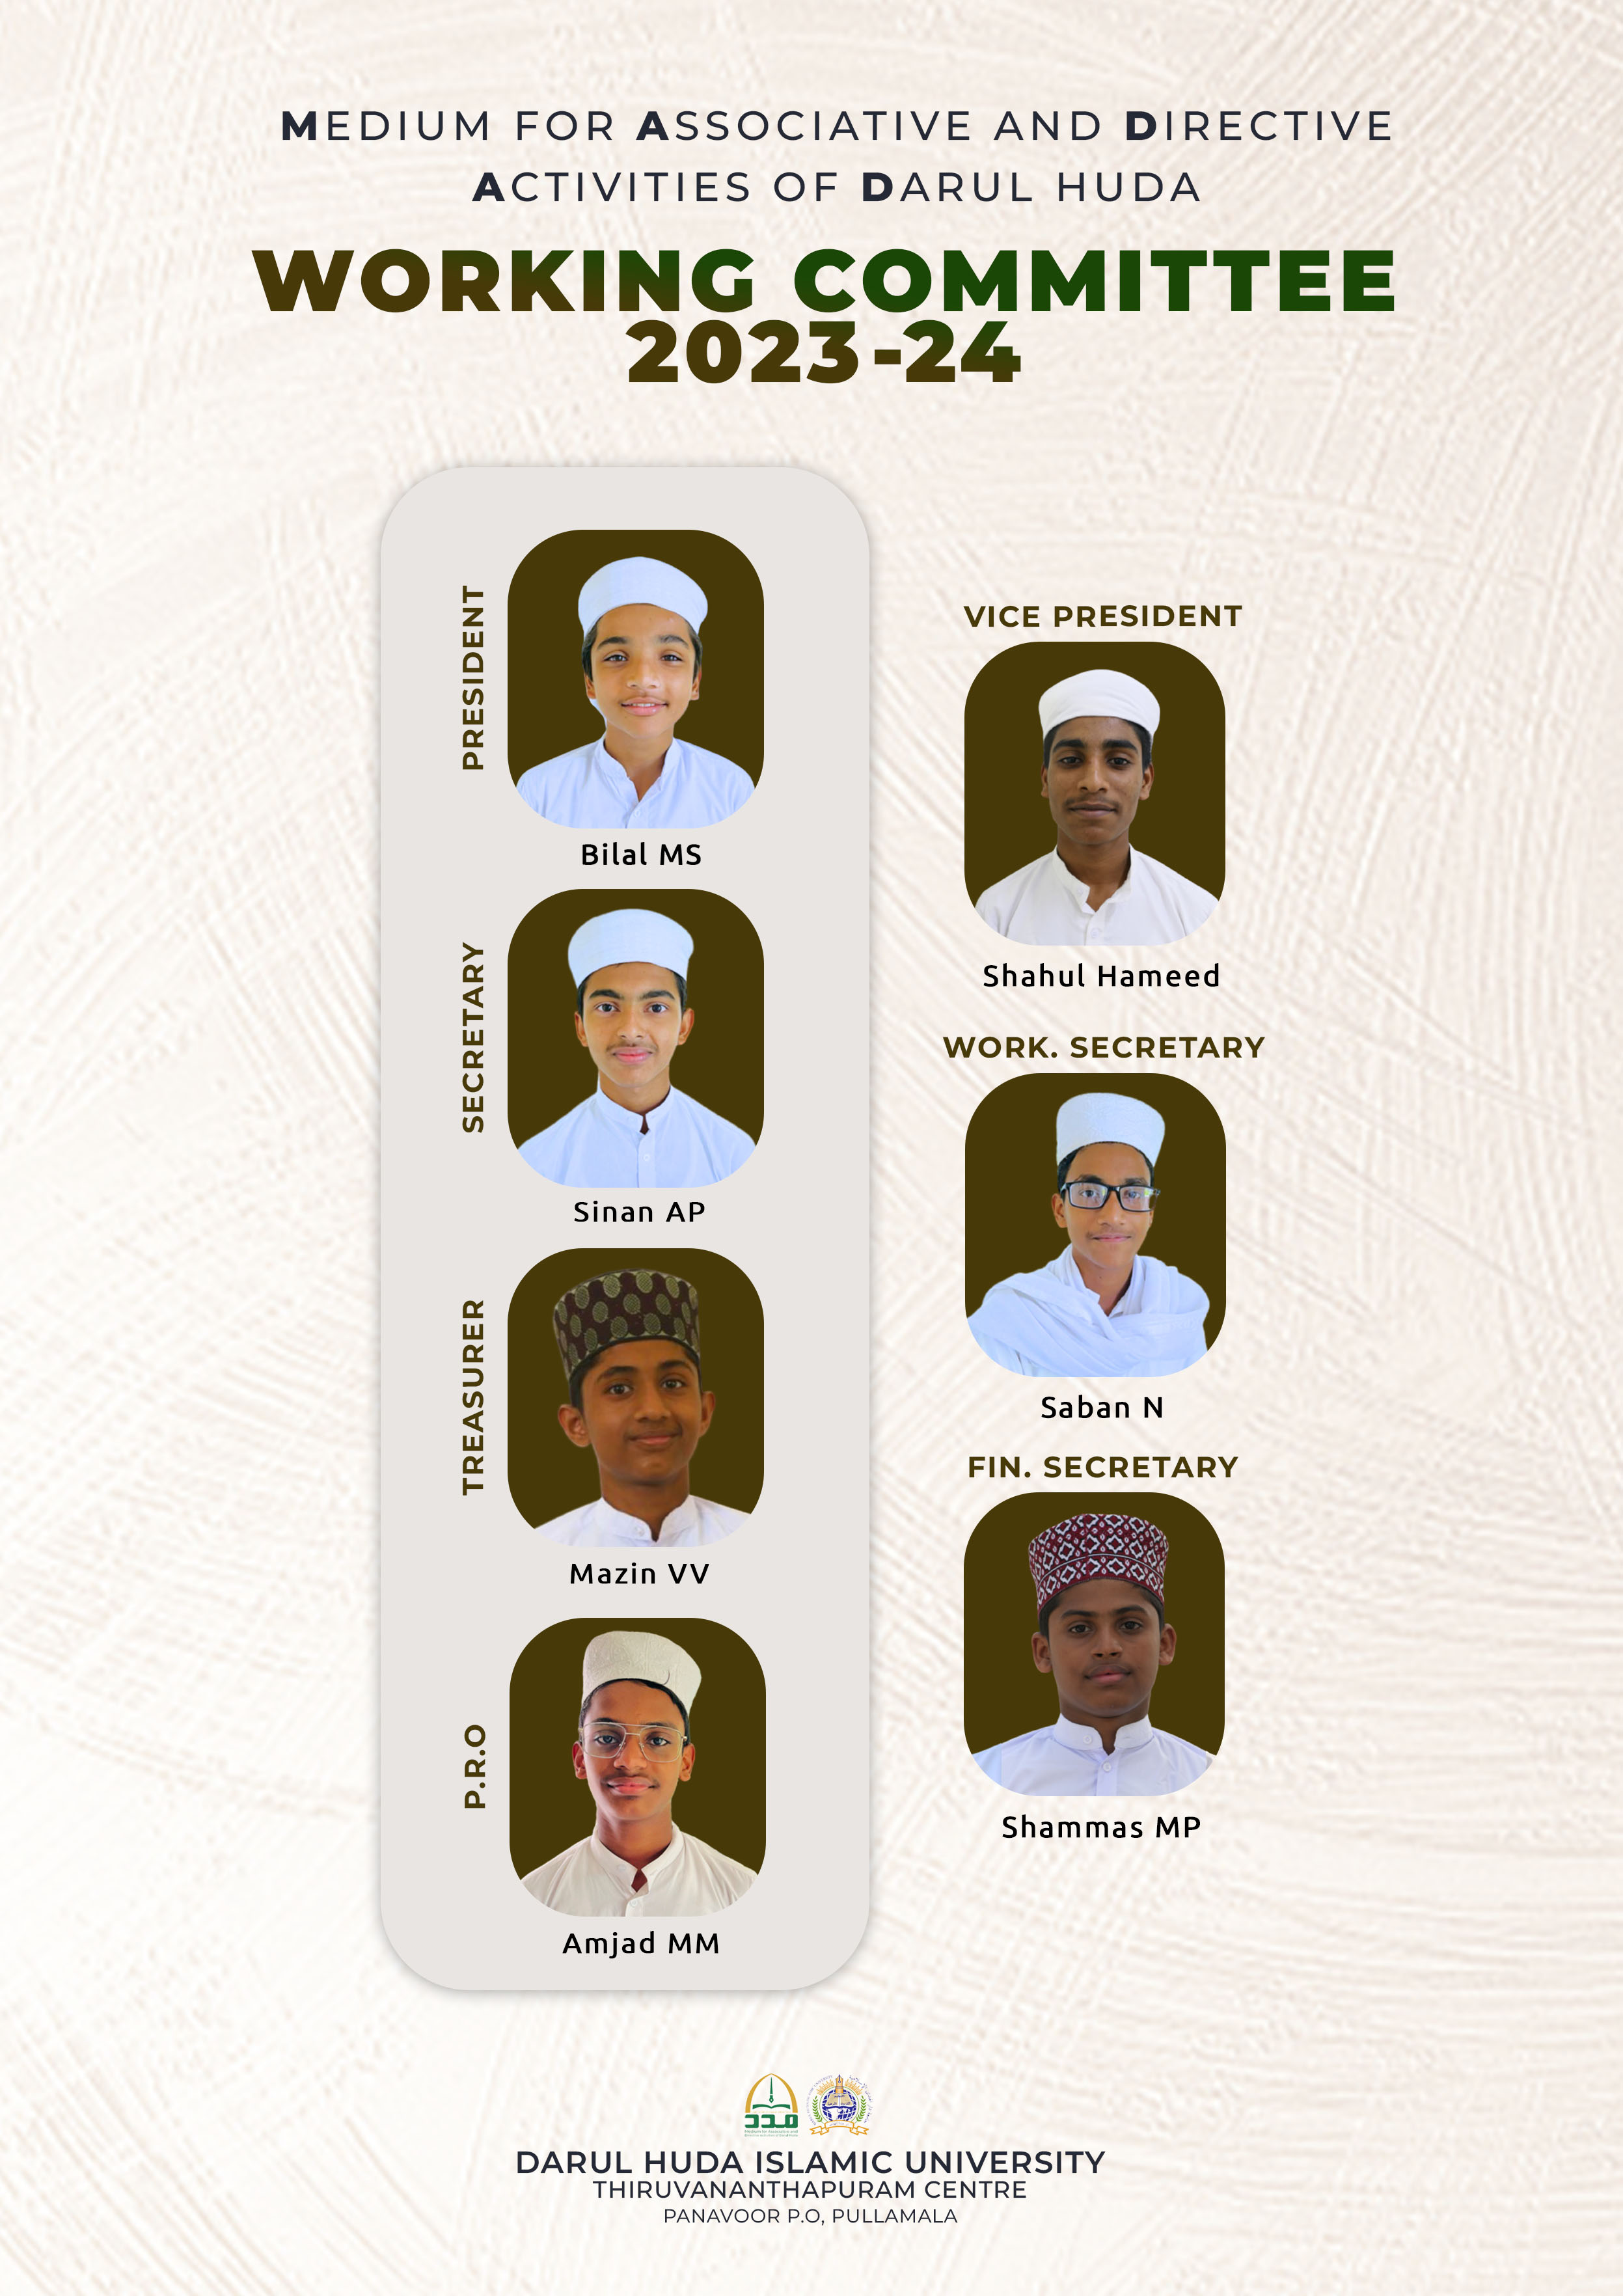 MEDIUM FOR ASSOCIATIVE AND DIRECTIVE
ACTIVITIES OF DARUL HUDA
WORKING COMMITTEE
2023-24
PRESIDENT
Bilal MS
SECRETARY
Sinan AP
TREASURER
Mazin VV
P.R.O
Amjad MM
VICE PRESIDENT
Shahul Hameed
WORK. SECRETARY
Saban N
FIN. SECRETARY
Shammas MP
مدد
DARUL HUDA ISLAMIC UNIVERSITY
THIRUVANANTHAPURAM CENTRE
PANAVOOR P.O, PULLAMALA